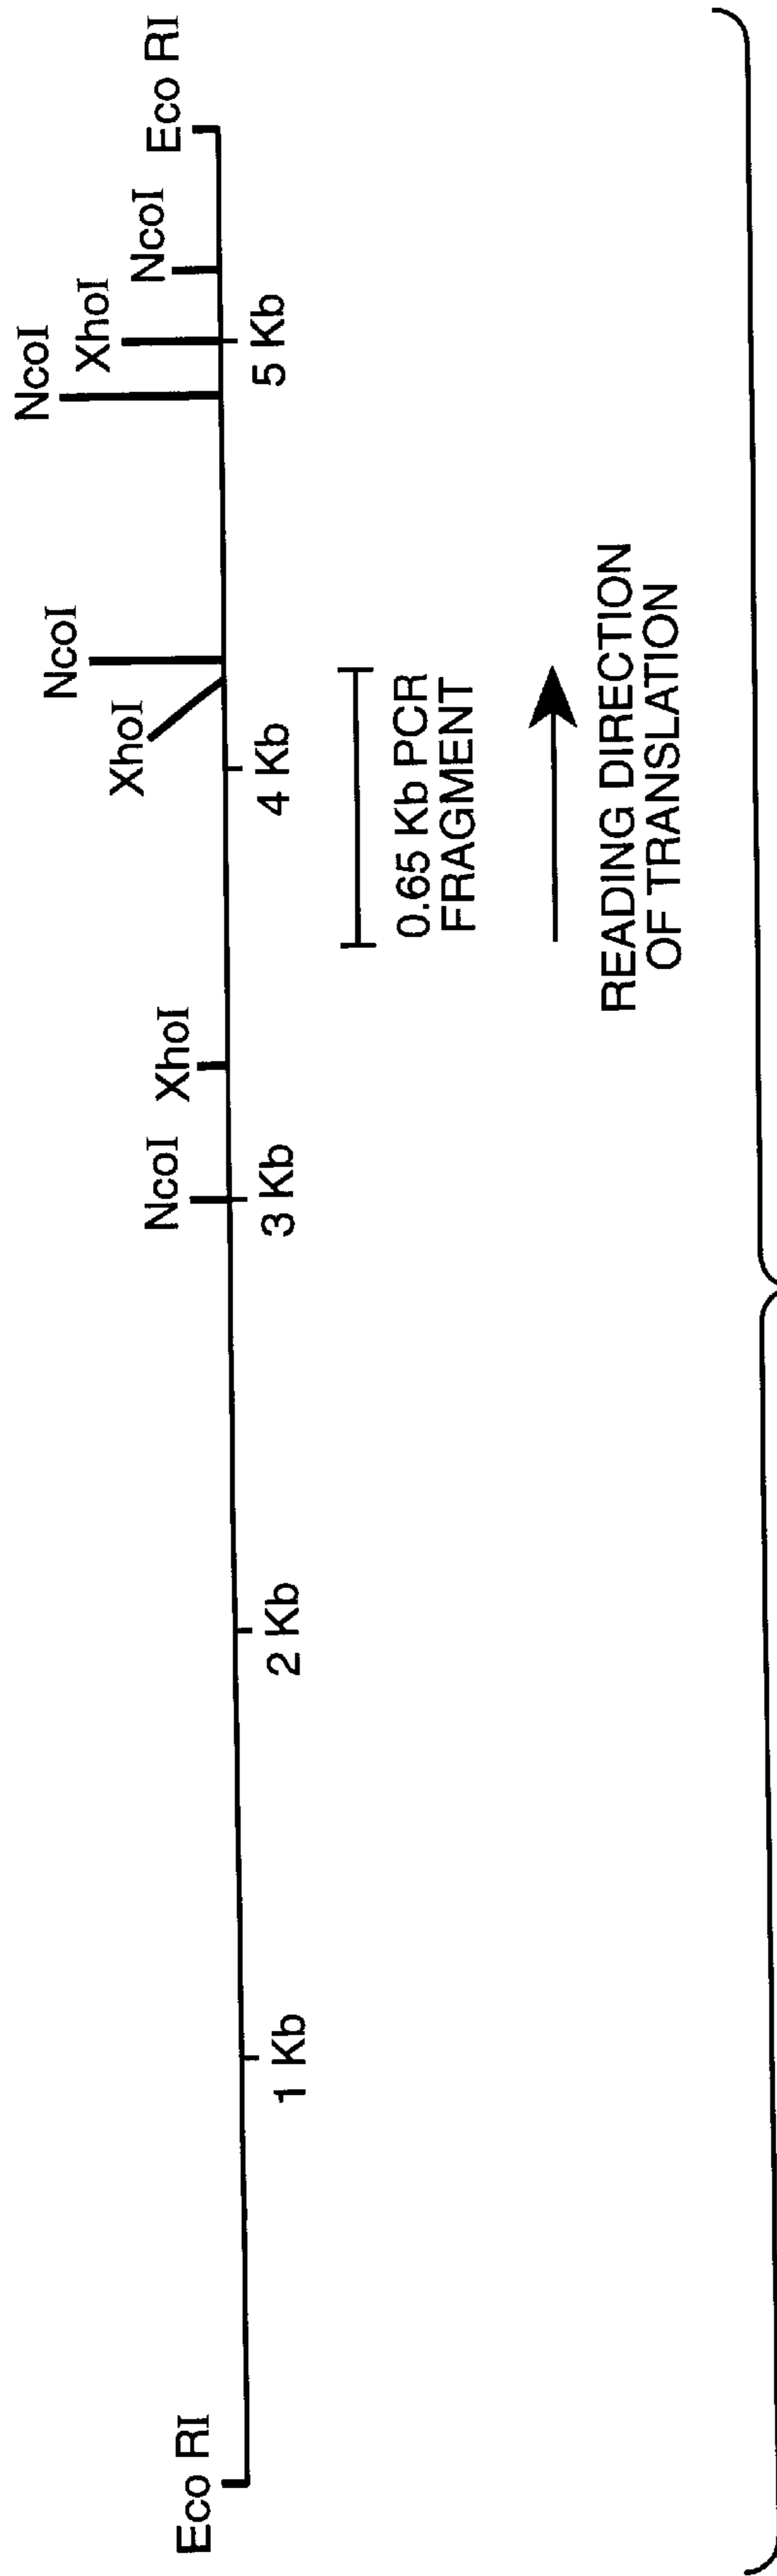 Eco RI
NcoI
XhoI
XhoI
NcoI
NcoI
XhoI
NcoI
Eco RI
1 Kb
2 Kb
3 Kb
4 Kb
5 Kb
0.65 Kb PCR
FRAGMENT
READING DIRECTION
OF TRANSLATION